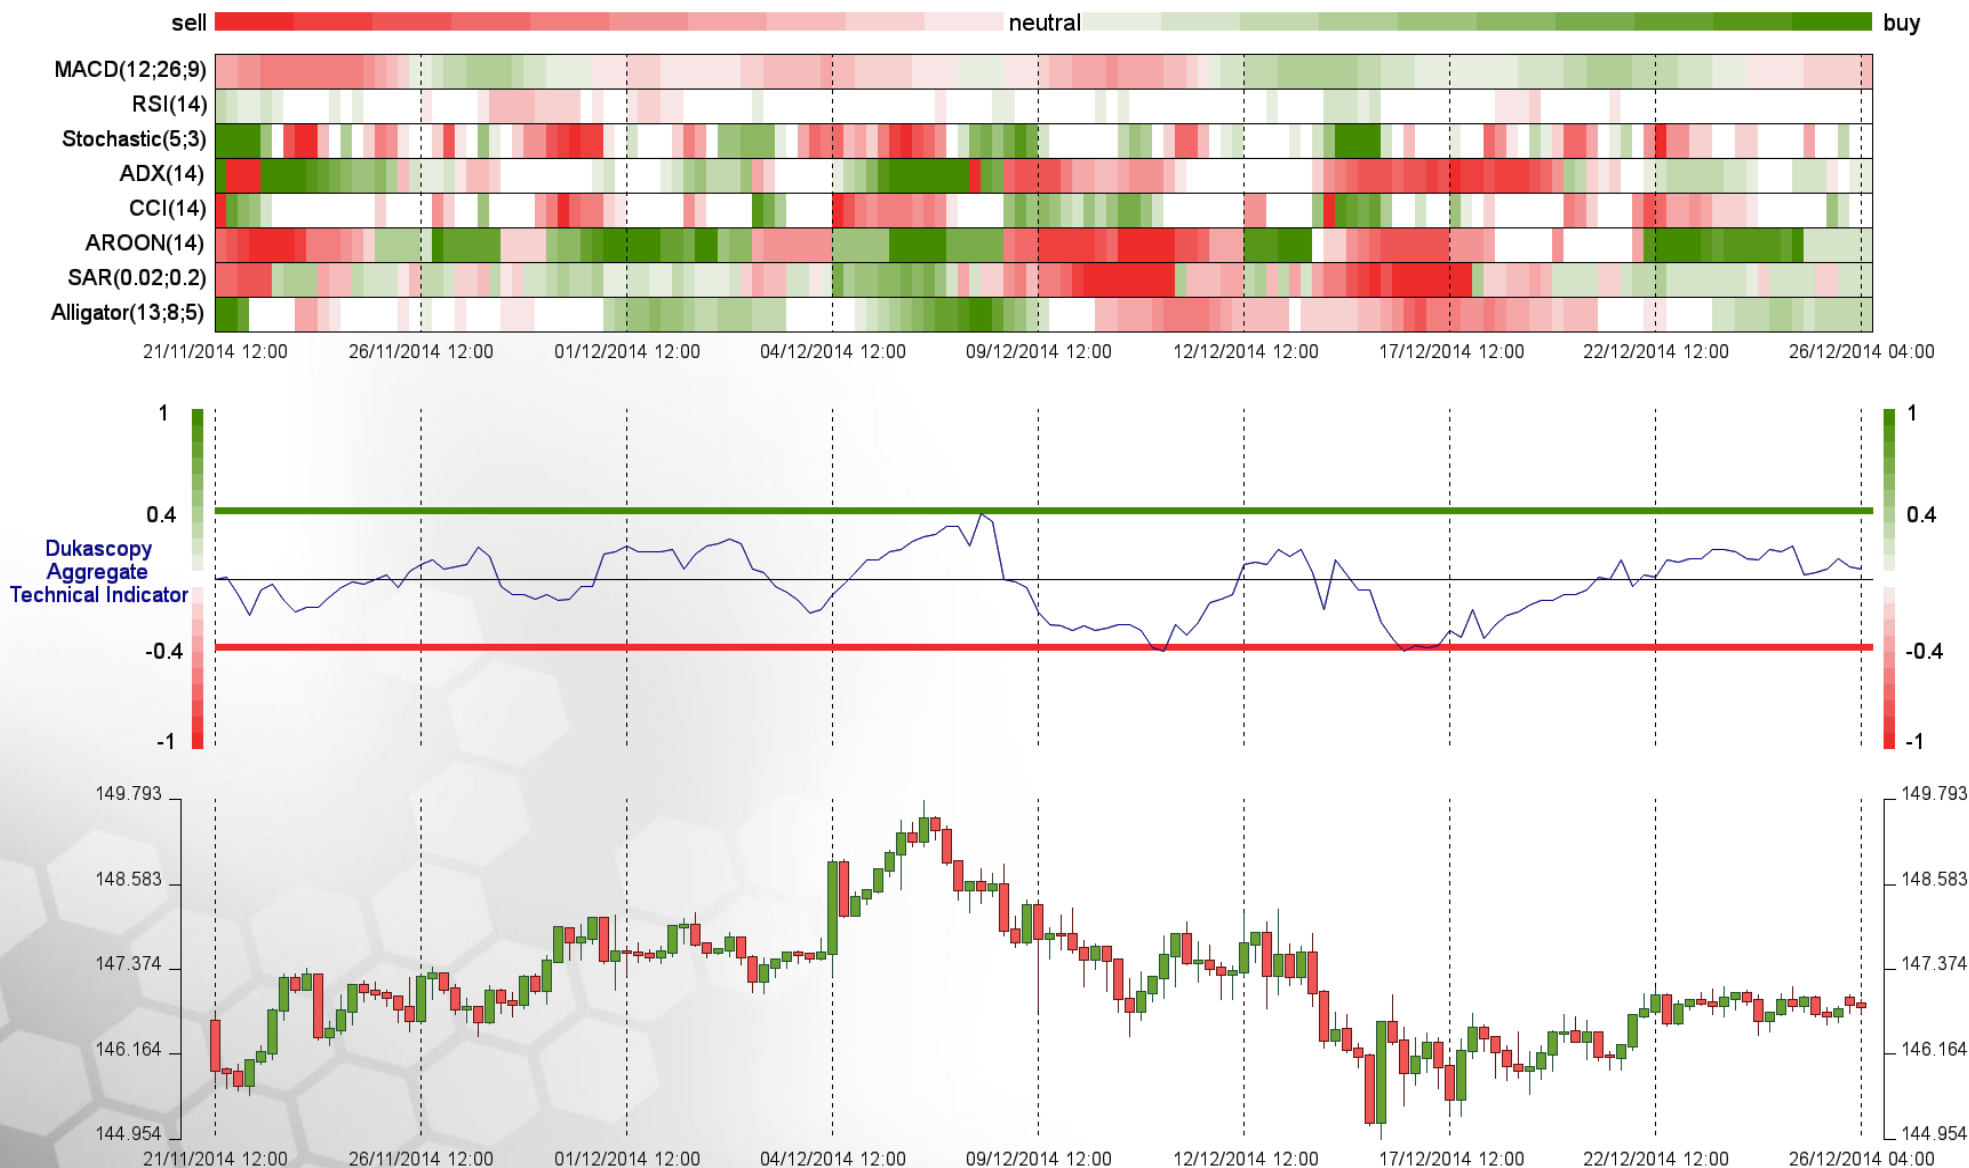 sell neutral buy
MACD(12;26;9)
RSI(14)
Stochastic(5;3)
ADX(14)
CCI(14)
AROON(14)
SAR(0.02;0.2)
Alligator(13;8;5)
21/11/2014 12:00 26/11/2014 12:00 01/12/2014 12:00 04/12/2014 12:00 09/12/2014 12:00 12/12/2014 12:00 17/12/2014 12:00 22/12/2014 12:00 26/12/2014 04:00
1 1
0.4 0.4
Dukascopy
Aggregate
Technical Indicator
-0.4 -0.4
-1 -1
149.793 149.793
148.583 148.583
147.374 147.374
146.164 146.164
144.954 144.954
21/11/2014 12:00 26/11/2014 12:00 01/12/2014 12:00 04/12/2014 12:00 09/12/2014 12:00 12/12/2014 12:00 17/12/2014 12:00 22/12/2014 12:00 26/12/2014 04:00